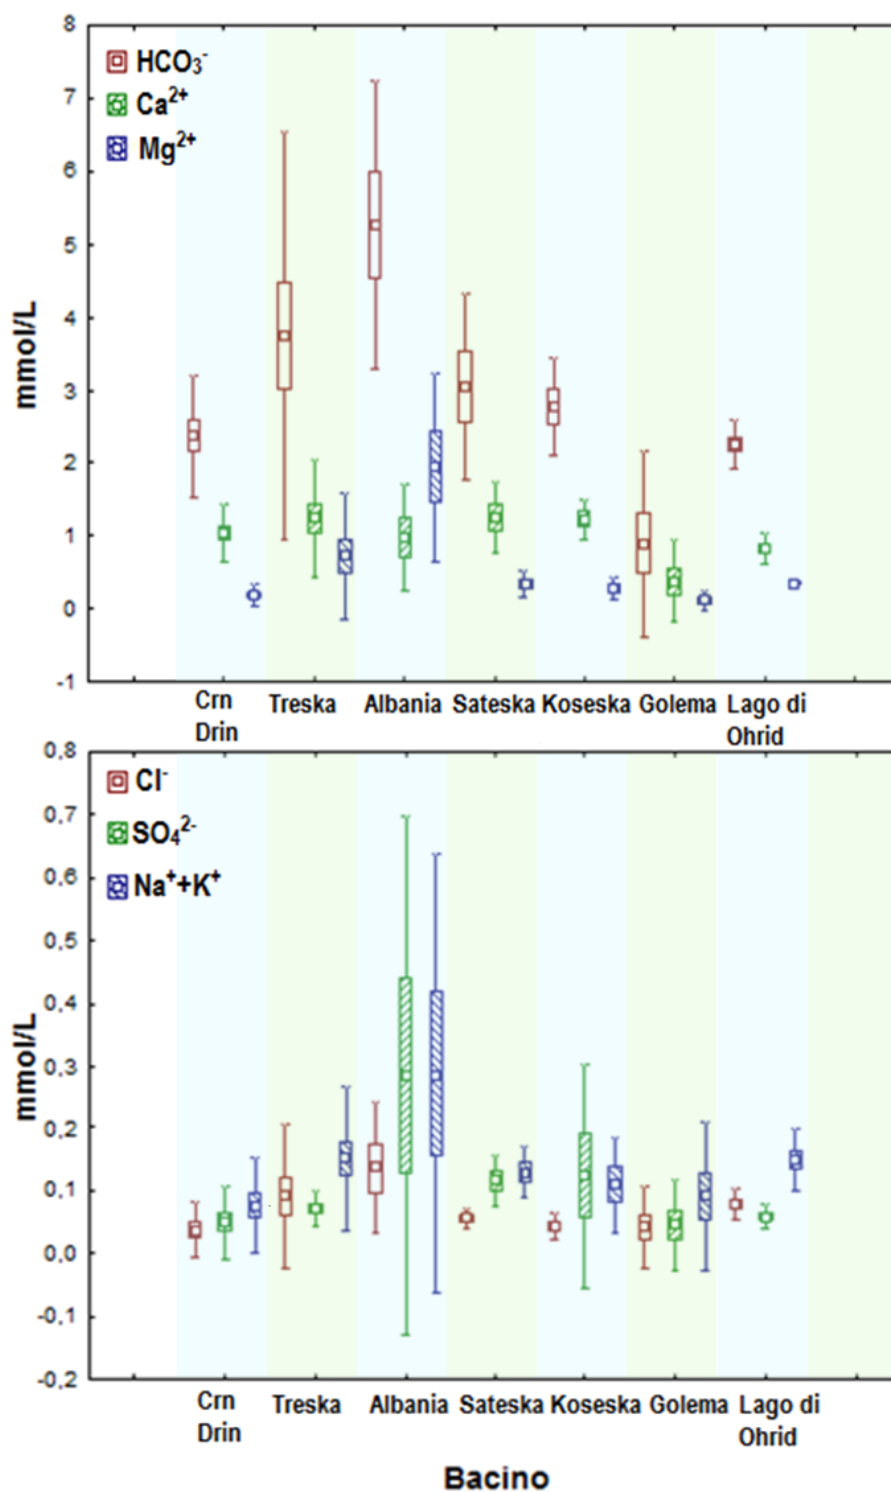 8
7
6
5
4
3
2
1
0
-1
mmol/L
HCO₃⁻
Ca²⁺
Mg²⁺
Crn Drin
Treska
Albania
Sateska
Koseska
Golema
Lago di Ohrid
0,8
0,7
0,6
0,5
0,4
0,3
0,2
0,1
0,0
-0,1
-0,2
mmol/L
Cl⁻
SO₄²⁻
Na⁺+K⁺
Crn Drin
Treska
Albania
Sateska
Koseska
Golema
Lago di Ohrid
Bacino